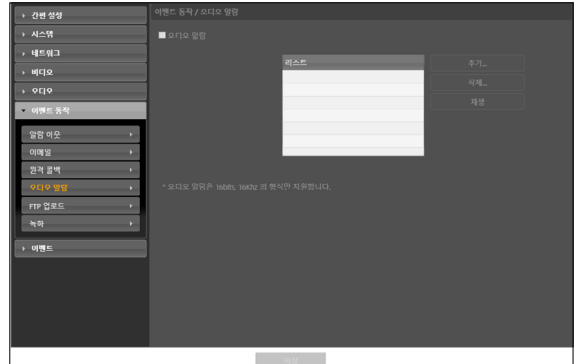 간편 설정
시스템
네트워크
비디오
오디오
이벤트 동작
알람 아웃
이메일
원격 콜백
오디오 알람
FTP 업로드
녹화
이벤트
이벤트 동작 / 오디오 알람
오디오 알람
리스트
추가...
삭제...
재생
* 오디오 알람은 16bits, 16Khz 의 형식만 지원합니다.